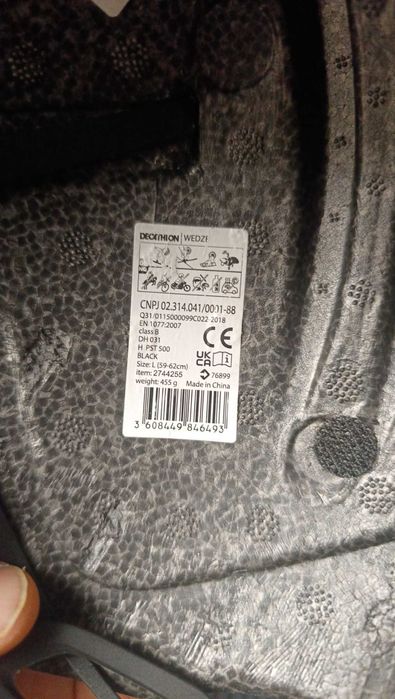 DECATHLON | WEDZE
CNPJ 02.314.041/0001-88
Q31/0115000099C022-2018
EN 1077:2007
class B
DH 031
H PST 500
BLACK
Size: L (59-62cm)
item: 2744255
weight: 455 g
CE
UK
CA
i
76899
Made in China
3 608449 846493